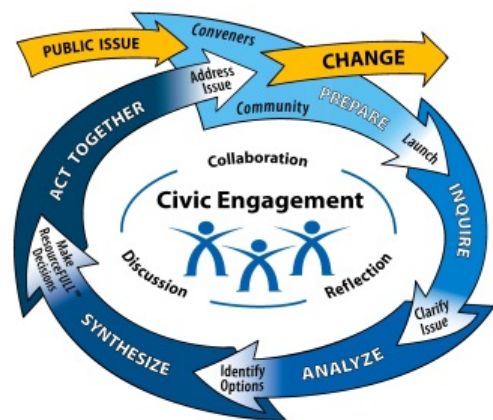 PUBLIC ISSUE
Conveners
CHANGE
Address
Issue
Community
PREPARE
Launch
INQUIRE
Clarify
Issue
ANALYZE
Identify
Options
SYNTHESIZE
Make
ResourceFULL™
Decisions
ACT TOGETHER
Collaboration
Civic Engagement
Discussion
Reflection